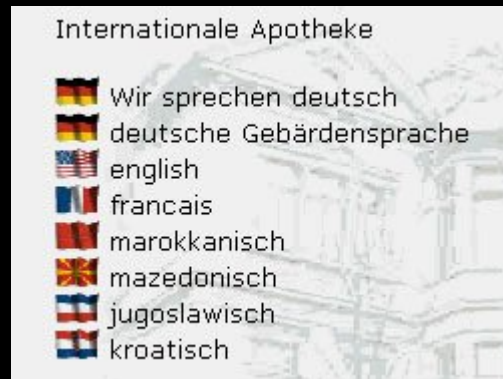 Internationale Apotheke
Wir sprechen deutsch
deutsche Gebärdensprache
english
francais
marokkanisch
mazedonisch
jugoslawisch
kroatisch